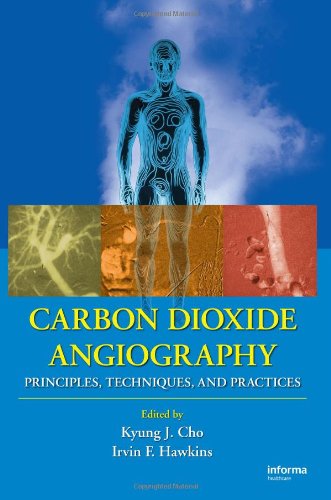 CARBON DIOXIDE
ANGIOGRAPHY
PRINCIPLES, TECHNIQUES, AND PRACTICES
Edited by
Kyung J. Cho
Irvin F. Hawkins
informa
healthcare